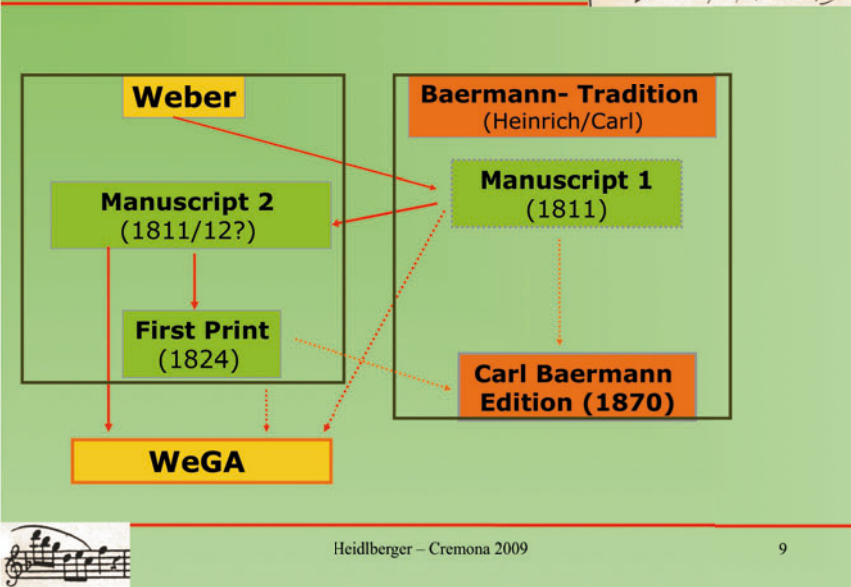 Weber
Manuscript 2
(1811/12?)
First Print
(1824)
WeGA
Baermann- Tradition
(Heinrich/Carl)
Manuscript 1
(1811)
Carl Baermann
Edition (1870)
Heidlberger – Cremona 2009
9